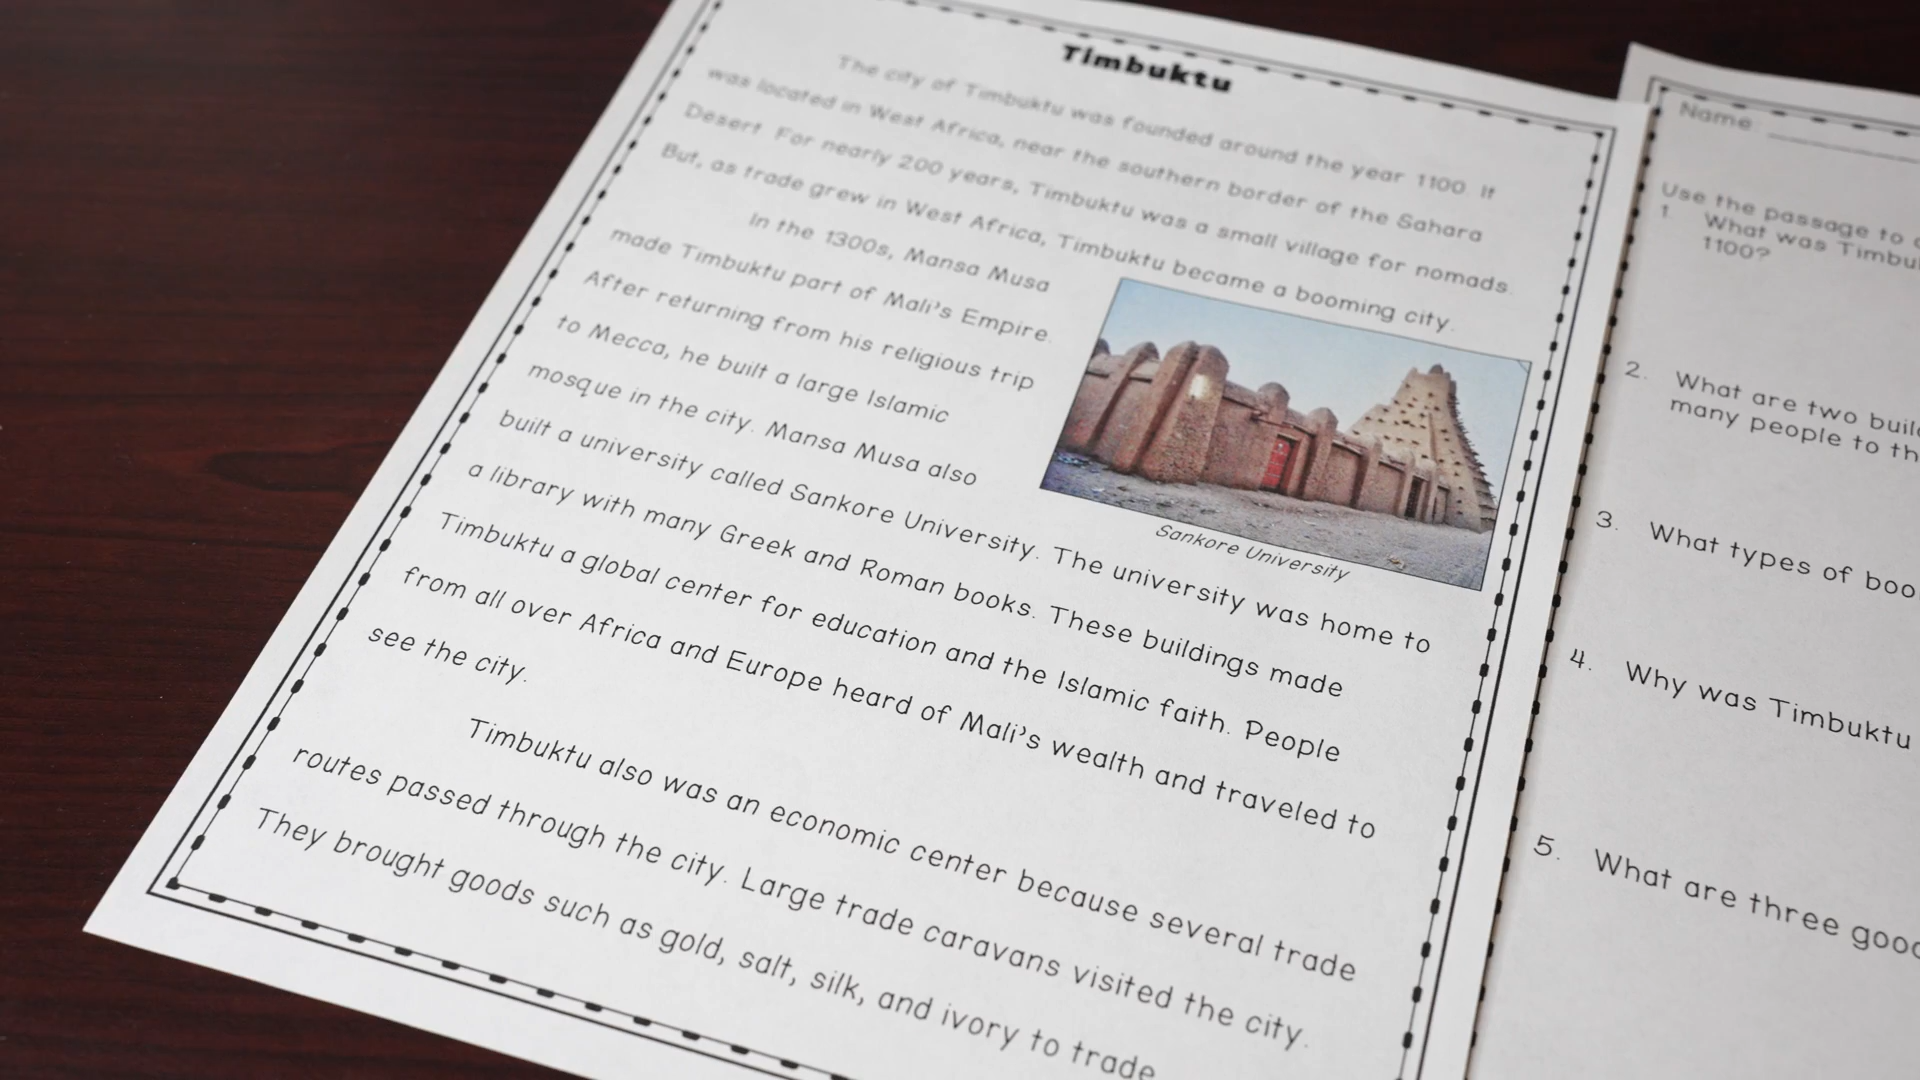 Timbuktu
The city of Timbuktu was founded around the year 1100. It
was located in West Africa, near the southern border of the Sahara
Desert. For nearly 200 years, Timbuktu was a small village for nomads.
But, as trade grew in West Africa, Timbuktu became a booming city.
In the 1300s, Mansa Musa
made Timbuktu part of Mali's Empire.
After returning from his religious trip
to Mecca, he built a large Islamic
mosque in the city. Mansa Musa also
built a university called Sankore University. The university was home to
a library with many Greek and Roman books. These buildings made
Timbuktu a global center for education and the Islamic faith. People
from all over Africa and Europe heard of Mali's wealth and traveled to
see the city.
Sankore University
Timbuktu also was an economic center because several trade
routes passed through the city. Large trade caravans visited the city.
They brought goods such as gold, salt, silk, and ivory to trade
Name:
Use the passage to
1. What was
1100?
2. What are two
many people to
3. What types of
4. Why was Timbuktu
5. What are three